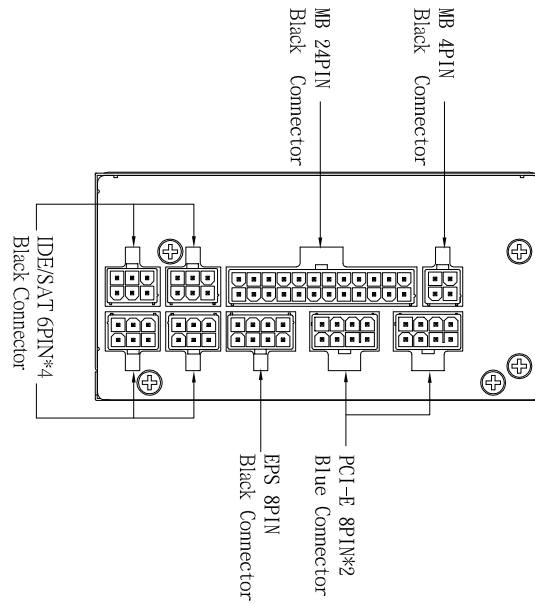 MB 24PIN
Black Connector
MB 4PIN
Black Connector
IDE/SAT 6PIN*4
Black Connector
EPS 8PIN
Black Connector
PCI-E 8PIN*2
Blue Connector